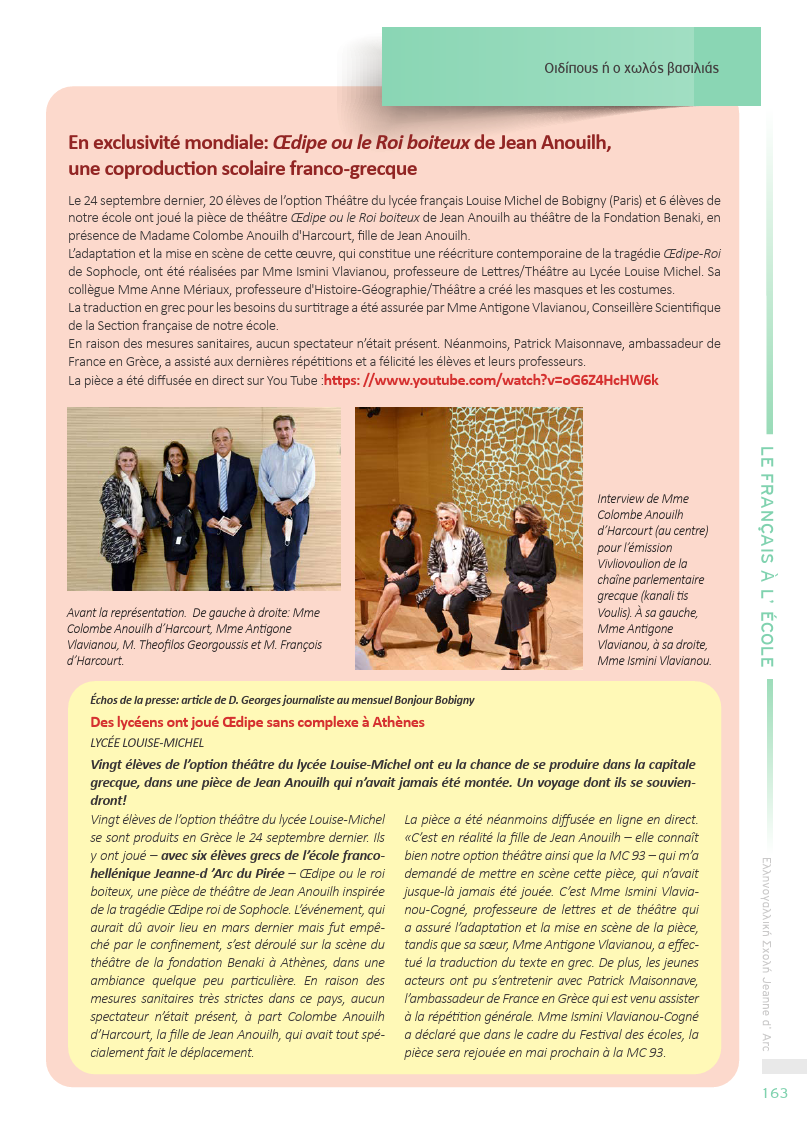 Οιδίπους ή ο χωλός βασιλιάς
En exclusivité mondiale: Œdipe ou le Roi boiteux de Jean Anouilh,
une coproduction scolaire franco-grecque
Le 24 septembre dernier, 20 élèves de l’option Théâtre du lycée français Louise Michel de Bobigny (Paris) et 6 élèves de
notre école ont joué la pièce de théâtre Œdipe ou le Roi boiteux de Jean Anouilh au théâtre de la Fondation Benaki, en
présence de Madame Colombe Anouilh d'Harcourt, fille de Jean Anouilh.
L’adaptation et la mise en scène de cette œuvre, qui constitue une réécriture contemporaine de la tragédie Œdipe-Roi
de Sophocle, ont été réalisées par Mme Ismini Vlavianou, professeure de Lettres/Théâtre au Lycée Louise Michel. Sa
collègue Mme Anne Mériaux, professeure d'Histoire-Géographie/Théâtre a créé les masques et les costumes.
La traduction en grec pour les besoins du surtitrage a été assurée par Mme Antigone Vlavianou, Conseillère Scientifique
de la Section française de notre école.
En raison des mesures sanitaires, aucun spectateur n’était présent. Néanmoins, Patrick Maisonnave, ambassadeur de
France en Grèce, a assisté aux dernières répétitions et a félicité les élèves et leurs professeurs.
La pièce a été diffusée en direct sur You Tube :https: //www.youtube.com/watch?v=oG6Z4HcHW6k
Avant la représentation. De gauche à droite: Mme
Colombe Anouilh d’Harcourt, Mme Antigone
Vlavianou, M. Theofilos Georgoussis et M. François
d’Harcourt.
Interview de Mme
Colombe Anouilh
d’Harcourt (au centre)
pour l’émission
Vivliovoulion de la
chaîne parlementaire
grecque (kanali tis
Voulis). À sa gauche,
Mme Antigone
Vlavianou, à sa droite,
Mme Ismini Vlavianou.
Échos de la presse: article de D. Georges journaliste au mensuel Bonjour Bobigny
Des lycéens ont joué Œdipe sans complexe à Athènes
LYCÉE LOUISE-MICHEL
Vingt élèves de l’option théâtre du lycée Louise-Michel ont eu la chance de se produire dans la capitale
grecque, dans une pièce de Jean Anouilh qui n’avait jamais été montée. Un voyage dont ils se souvien-
dront!
Vingt élèves de l’option théâtre du lycée Louise-Michel
se sont produits en Grèce le 24 septembre dernier. Ils
y ont joué – avec six élèves grecs de l’école franco-
hellénique Jeanne-d ’Arc du Pirée – Œdipe ou le roi
boiteux, une pièce de théâtre de Jean Anouilh inspirée
de la tragédie Œdipe roi de Sophocle. L’événement, qui
aurait dû avoir lieu en mars dernier mais fut empê-
ché par le confinement, s’est déroulé sur la scène du
théâtre de la fondation Benaki à Athènes, dans une
ambiance quelque peu particulière. En raison des
mesures sanitaires très strictes dans ce pays, aucun
spectateur n’était présent, à part Colombe Anouilh
d’Harcourt, la fille de Jean Anouilh, qui avait tout spé-
cialement fait le déplacement.
La pièce a été néanmoins diffusée en ligne en direct.
«C’est en réalité la fille de Jean Anouilh – elle connaît
bien notre option théâtre ainsi que la MC 93 – qui m’a
demandé de mettre en scène cette pièce, qui n’avait
jusque-là jamais été jouée. C’est Mme Ismini Vlavia-
nou-Cogné, professeure de lettres et de théâtre qui
a assuré l’adaptation et la mise en scène de la pièce,
tandis que sa sœur, Mme Antigone Vlavianou, a effec-
tué la traduction du texte en grec. De plus, les jeunes
acteurs ont pu s’entretenir avec Patrick Maisonnave,
l’ambassadeur de France en Grèce qui est venu assister
à la répétition générale. Mme Ismini Vlavianou-Cogné
a déclaré que dans le cadre du Festival des écoles, la
pièce sera rejouée en mai prochain à la MC 93.
LE FRANÇAIS À L' ÉCOLE
Ελληνογαλλική Σχολή Jeanne d' Arc
163